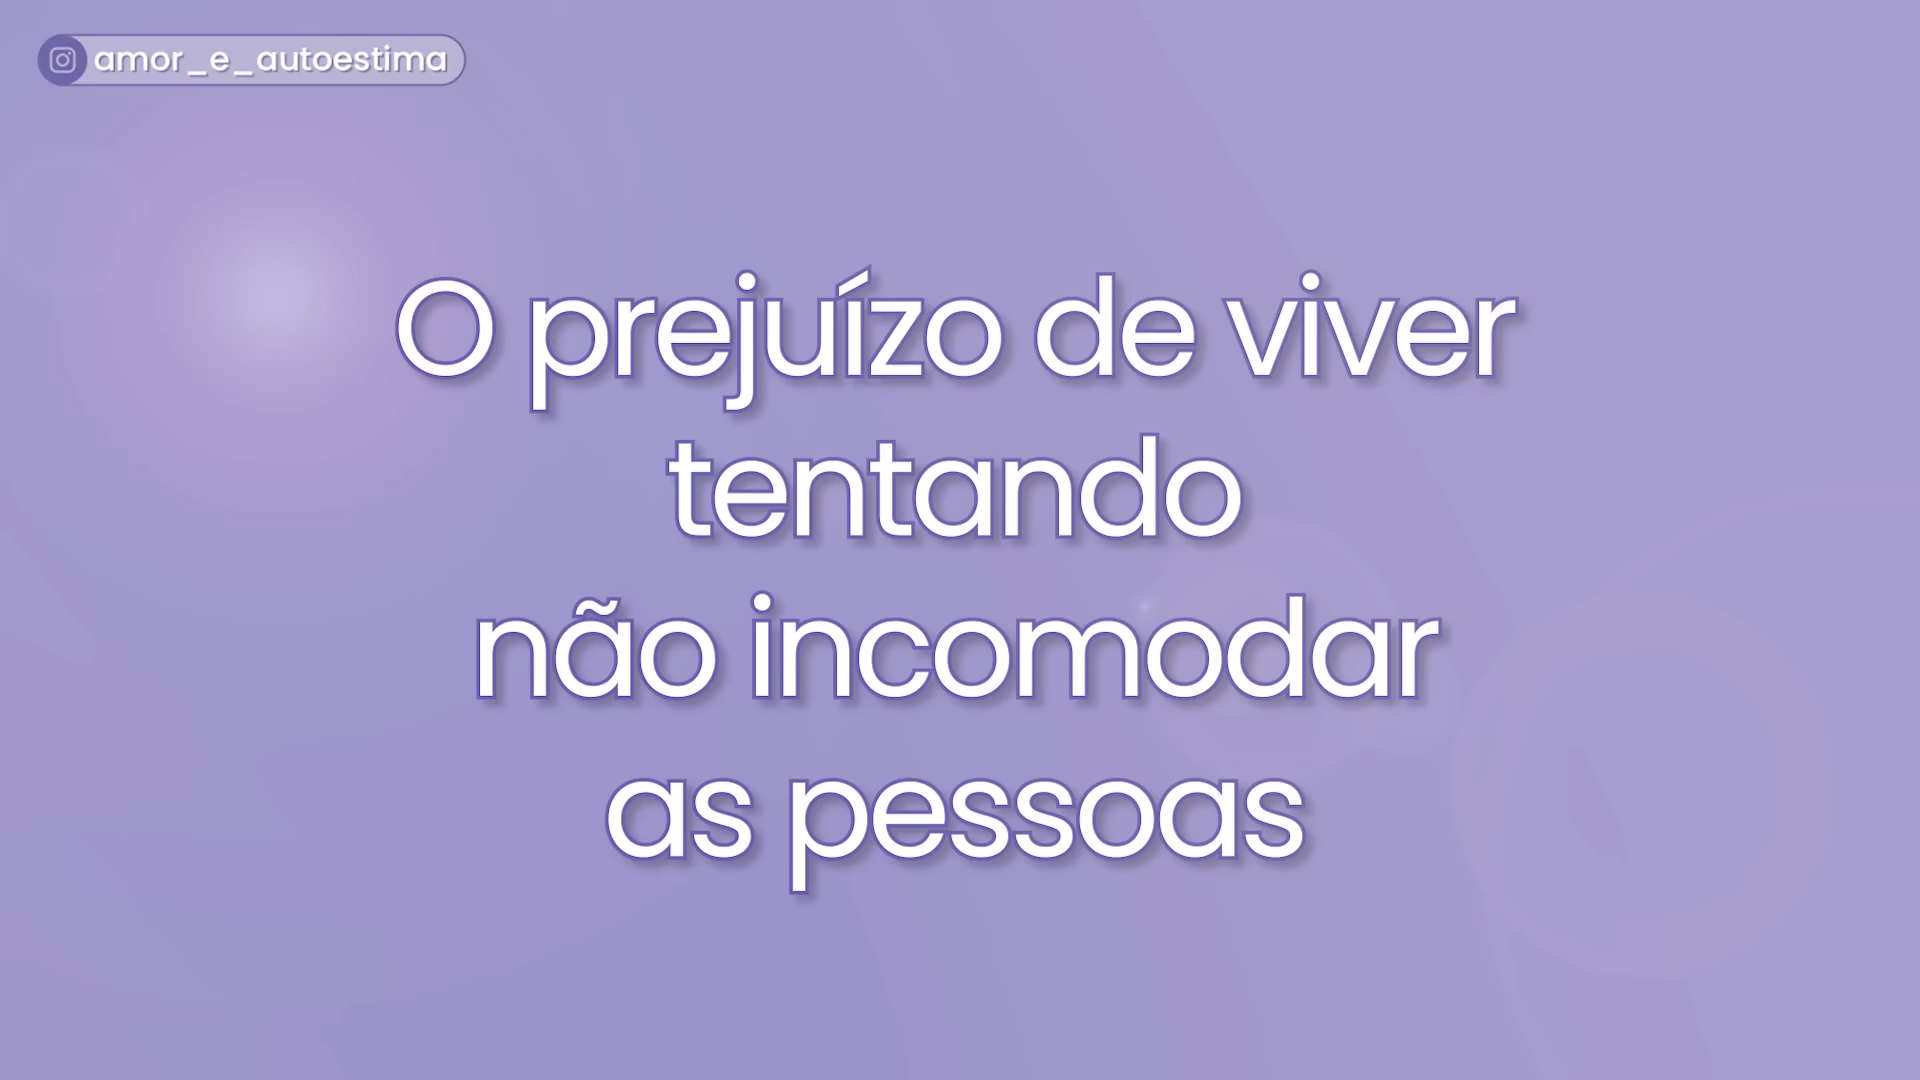 amor_e_autoestima
O prejuízo de viver
tentando
não incomodar
as pessoas